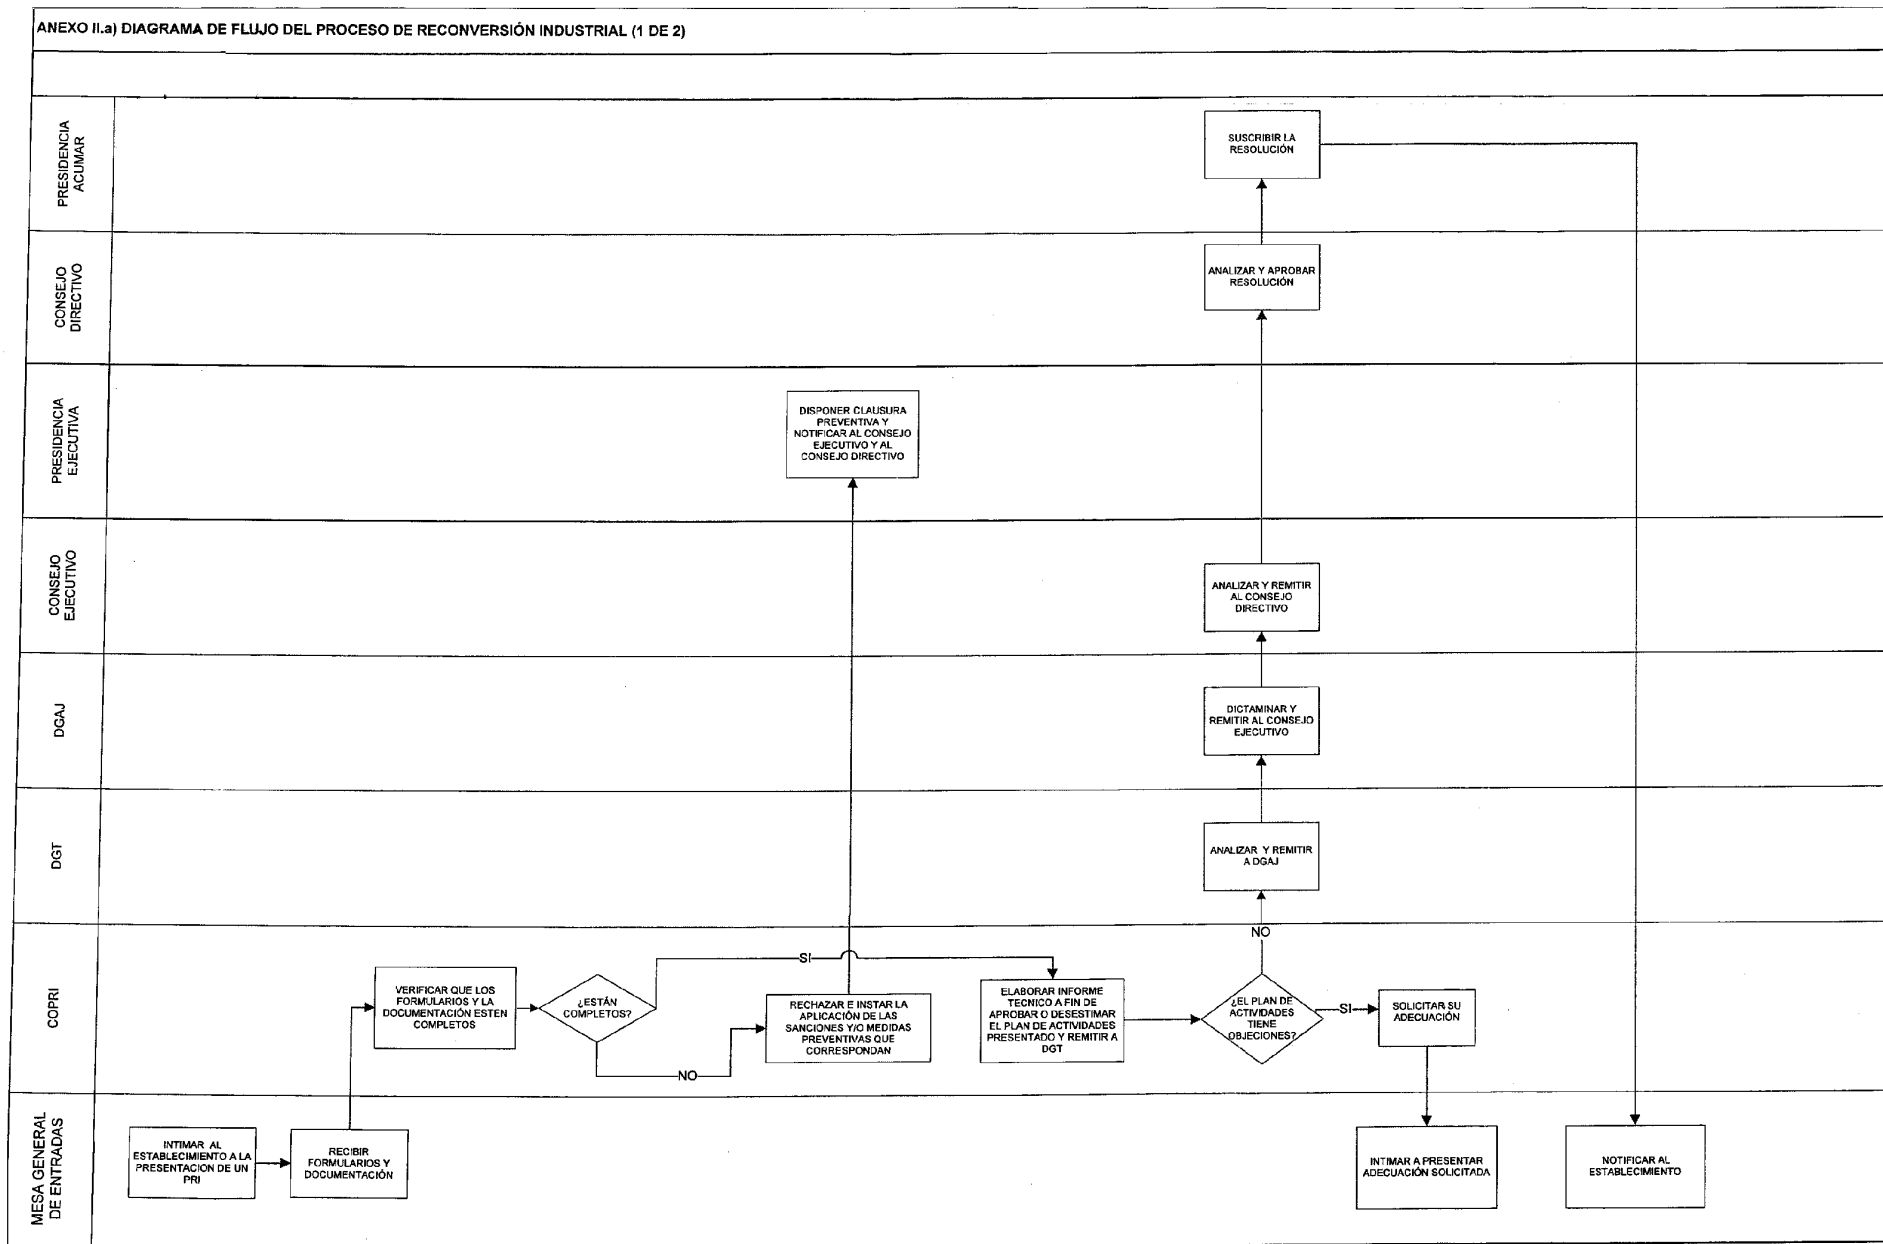 ANEXO II.a) DIAGRAMA DE FLUJO DEL PROCESO DE RECONVERSIÓN INDUSTRIAL (1 DE 2)
PRESIDENCIA
ACUMAR
SUSCRIBIR LA
RESOLUCIÓN
CONSEJO
DIRECTIVO
ANALIZAR Y APROBAR
RESOLUCIÓN
PRESIDENCIA
EJECUTIVA
DISPONER CLAUSURA
PREVENTIVA Y
NOTIFICAR AL CONSEJO
EJECUTIVO Y AL
CONSEJO DIRECTIVO
CONSEJO
EJECUTIVO
ANALIZAR Y REMITIR
AL CONSEJO
DIRECTIVO
DGAJ
DICTAMINAR Y
REMITIR AL CONSEJO
EJECUTIVO
DGT
ANALIZAR Y REMITIR
A DGAJ
COPRI
VERIFICAR QUE LOS
FORMULARIOS Y LA
DOCUMENTACIÓN ESTEN
COMPLETOS
¿ESTÁN
COMPLETOS?
SI
NO
RECHAZAR E INSTAR LA
APLICACIÓN DE LAS
SANCIONES Y/O MEDIDAS
PREVENTIVAS QUE
CORRESPONDAN
ELABORAR INFORME
TECNICO A FIN DE
APROBAR O DESESTIMAR
EL PLAN DE ACTIVIDADES
PRESENTADO Y REMITIR A
DGT
NO
¿EL PLAN DE
ACTIVIDADES
TIENE
OBJECIONES?
SI
SOLICITAR SU
ADECUACIÓN
MESA GENERAL
DE ENTRADAS
INTIMAR AL
ESTABLECIMIENTO A LA
PRESENTACION DE UN
PRI
RECIBIR
FORMULARIOS Y
DOCUMENTACIÓN
INTIMAR A PRESENTAR
ADECUACIÓN SOLICITADA
NOTIFICAR AL
ESTABLECIMIENTO